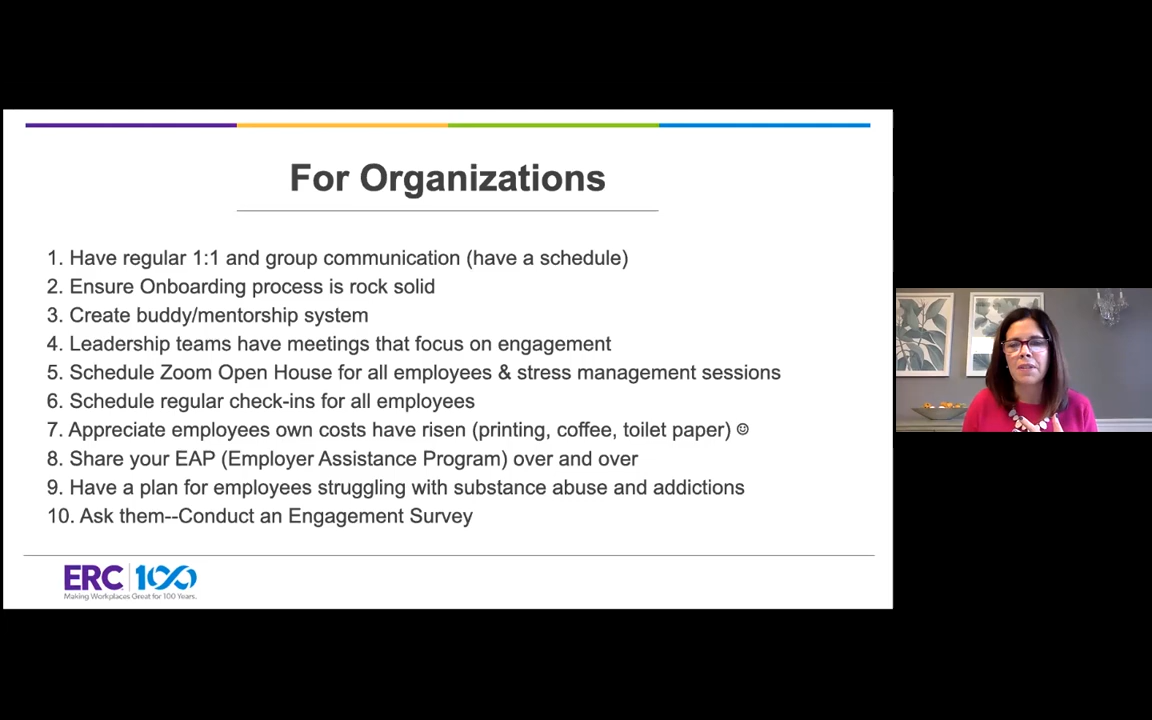 For Organizations
1. Have regular 1:1 and group communication (have a schedule)
2. Ensure Onboarding process is rock solid
3. Create buddy/mentorship system
4. Leadership teams have meetings that focus on engagement
5. Schedule Zoom Open House for all employees & stress management sessions
6. Schedule regular check-ins for all employees
7. Appreciate employees own costs have risen (printing, coffee, toilet paper) ☺
8. Share your EAP (Employer Assistance Program) over and over
9. Have a plan for employees struggling with substance abuse and addictions
10. Ask them--Conduct an Engagement Survey
ERC 100
Making Workplaces Great for 100 Years.